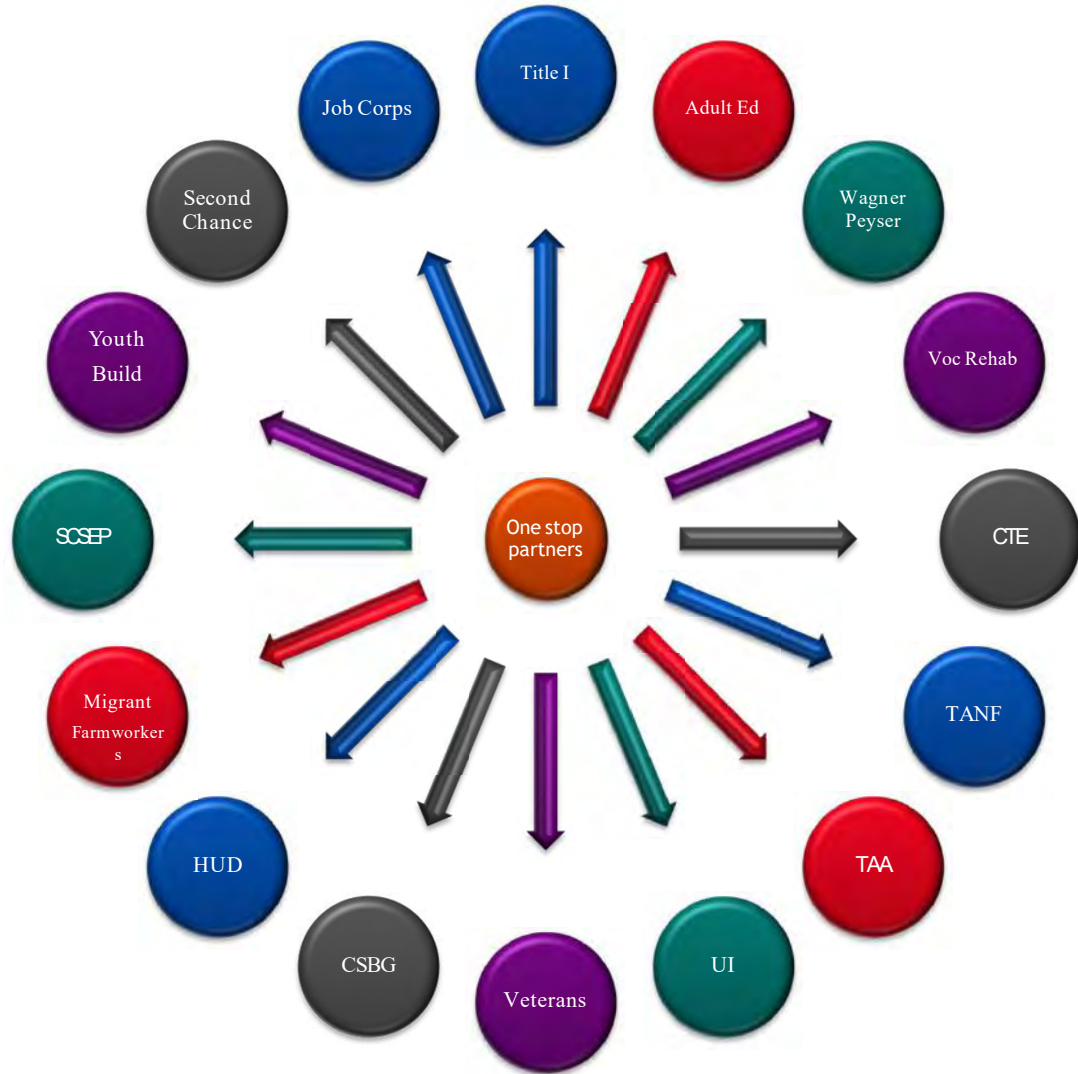 Title I
Adult Ed
Wagner
Peyser
Voc Rehab
CTE
TANF
TAA
UI
Veterans
CSBG
HUD
Migrant
Farmworker
s
SCSEP
Youth
Build
Second
Chance
Job Corps
One stop
partners